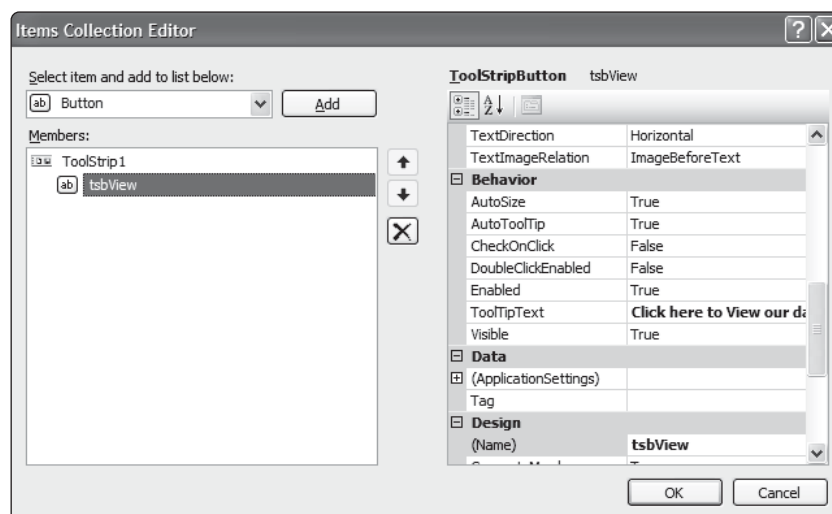 Items Collection Editor
Select item and add to list below:
Button
Add
Members:
ToolStrip1
tsbView
ToolStripButton tsbView
TextDirection Horizontal
TextImageRelation ImageBeforeText
Behavior
AutoSize True
AutoToolTip True
CheckOnClick False
DoubleClickEnabled False
Enabled True
ToolTipText Click here to View our da
Visible True
Data
(ApplicationSettings)
Tag
Design
(Name) tsbView
OK
Cancel